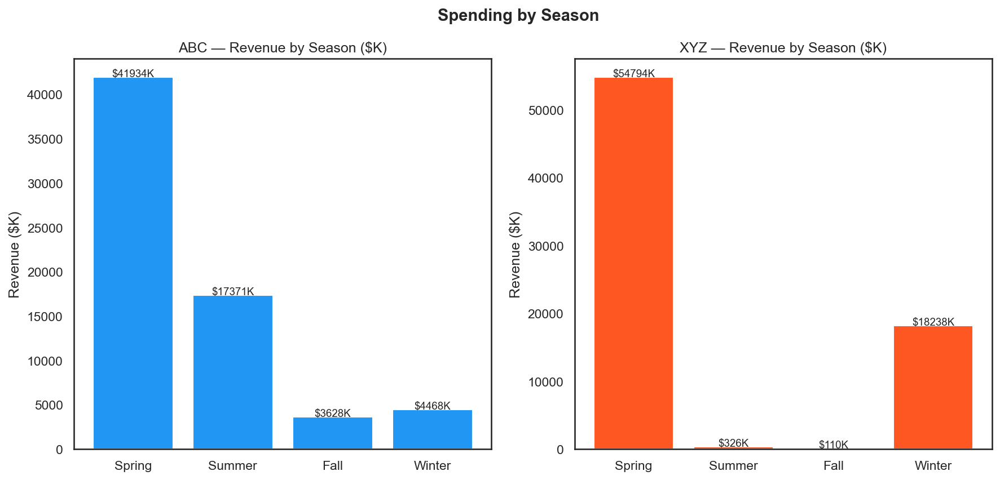 Spending by Season
ABC — Revenue by Season ($K)
Revenue ($K)
40000
35000
30000
25000
20000
15000
10000
5000
0
$41934K
$17371K
$3628K
$4468K
Spring
Summer
Fall
Winter
XYZ — Revenue by Season ($K)
Revenue ($K)
50000
40000
30000
20000
10000
0
$54794K
$326K
$110K
$18238K
Spring
Summer
Fall
Winter